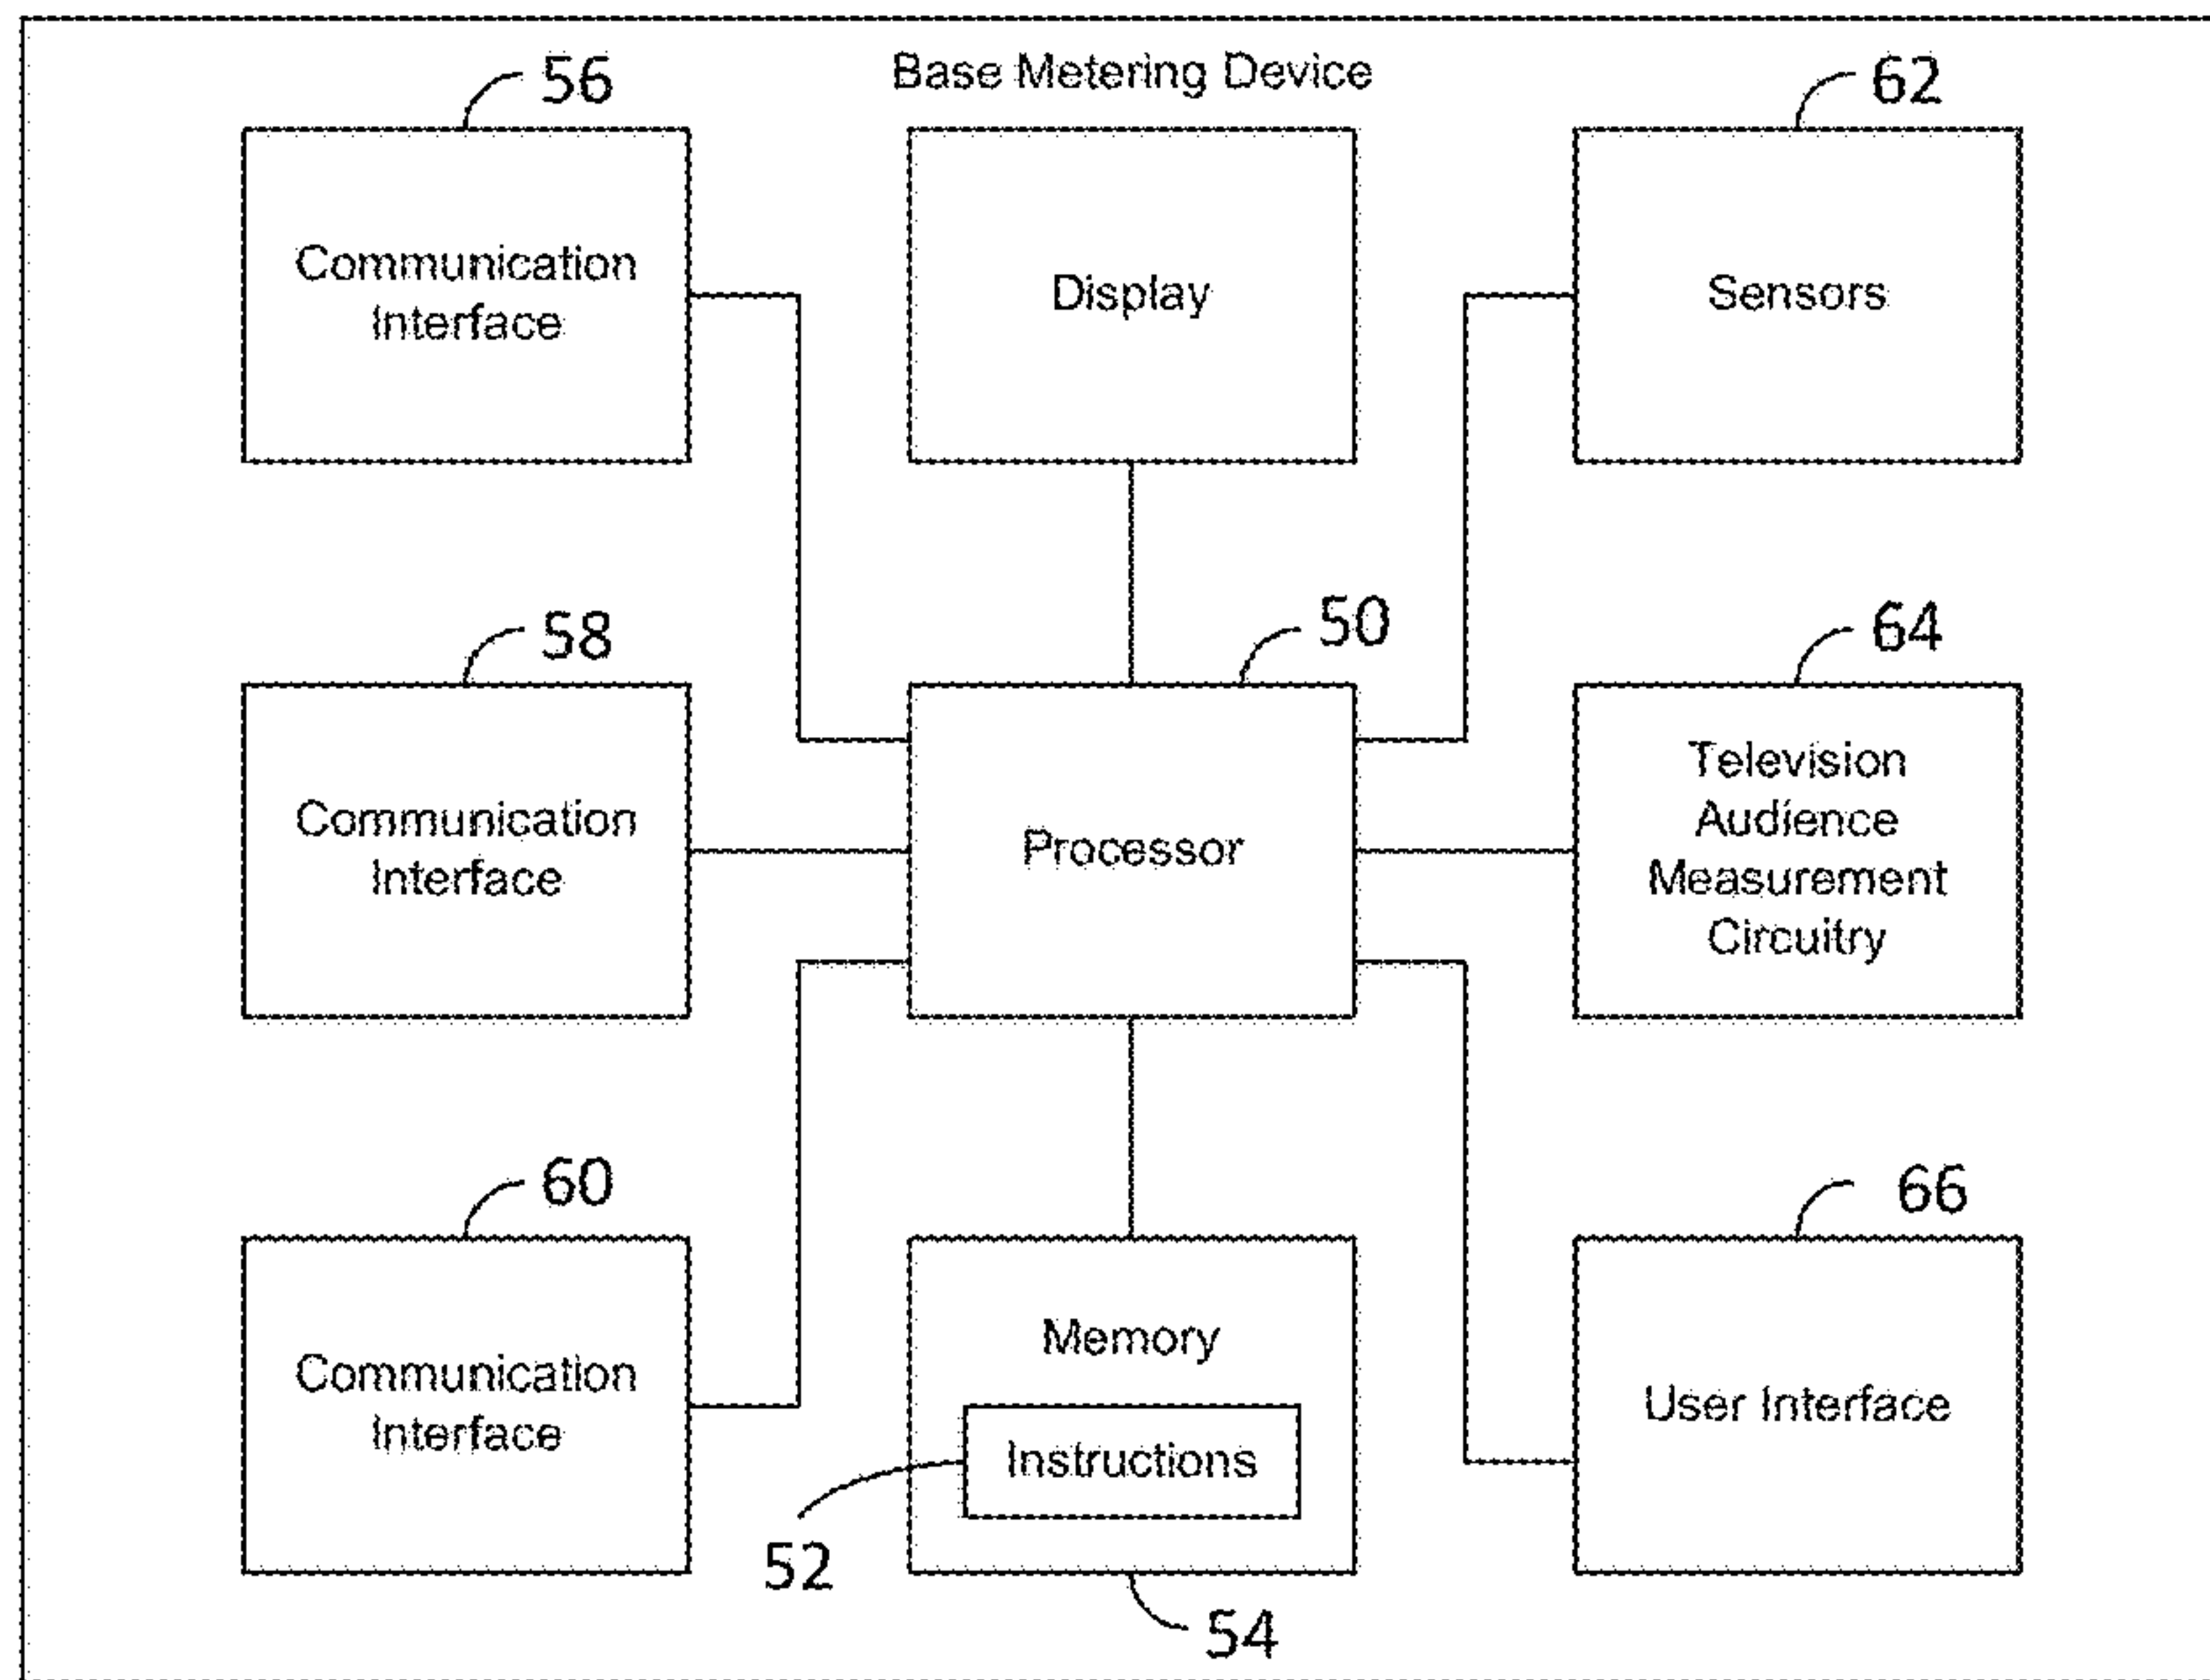 Base Metering Device
56
62
Communication
Interface
Display
Sensors
58
50
64
Communication
Interface
Processor
Television
Audience
Measurement
Circuitry
60
66
Communication
Interface
Memory
Instructions
User Interface
52
54